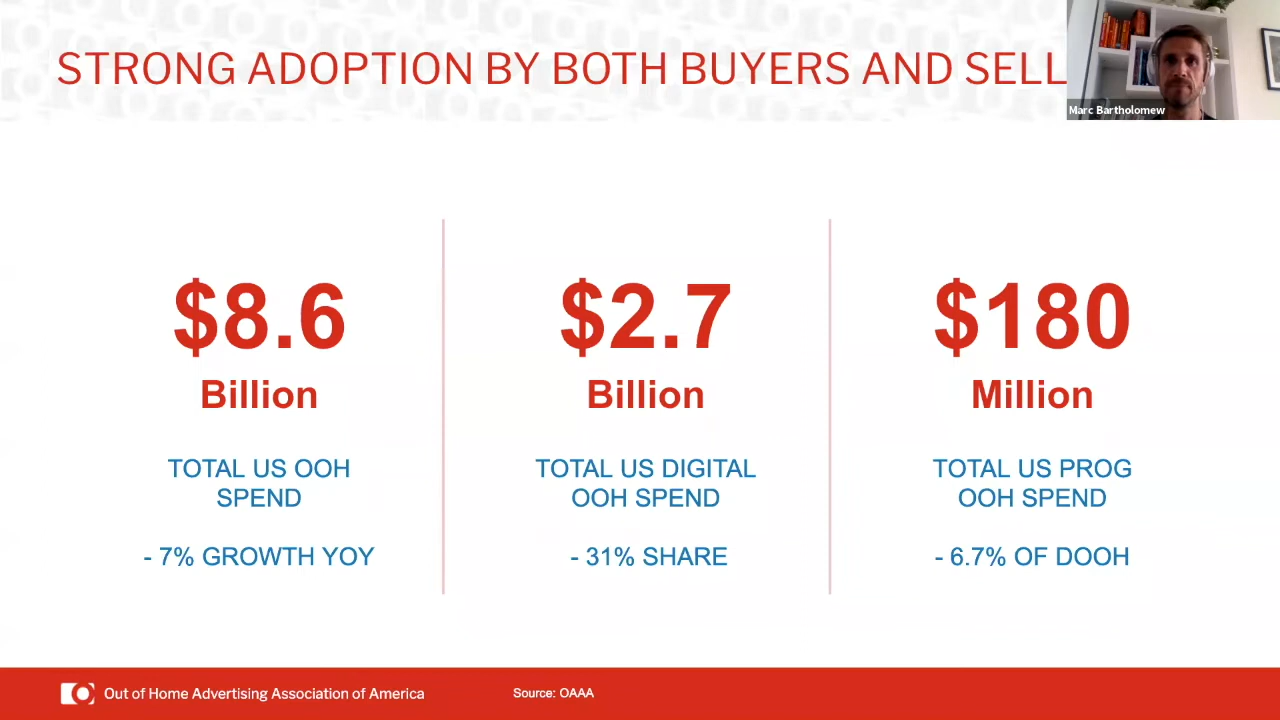 STRONG ADOPTION BY BOTH BUYERS AND SELL
Marc Bartholomew
$8.6
Billion
TOTAL US OOH
SPEND
- 7% GROWTH YOY
$2.7
Billion
TOTAL US DIGITAL
OOH SPEND
- 31% SHARE
$180
Million
TOTAL US PROG
OOH SPEND
- 6.7% OF DOOH
Out of Home Advertising Association of America
Source: OAAA